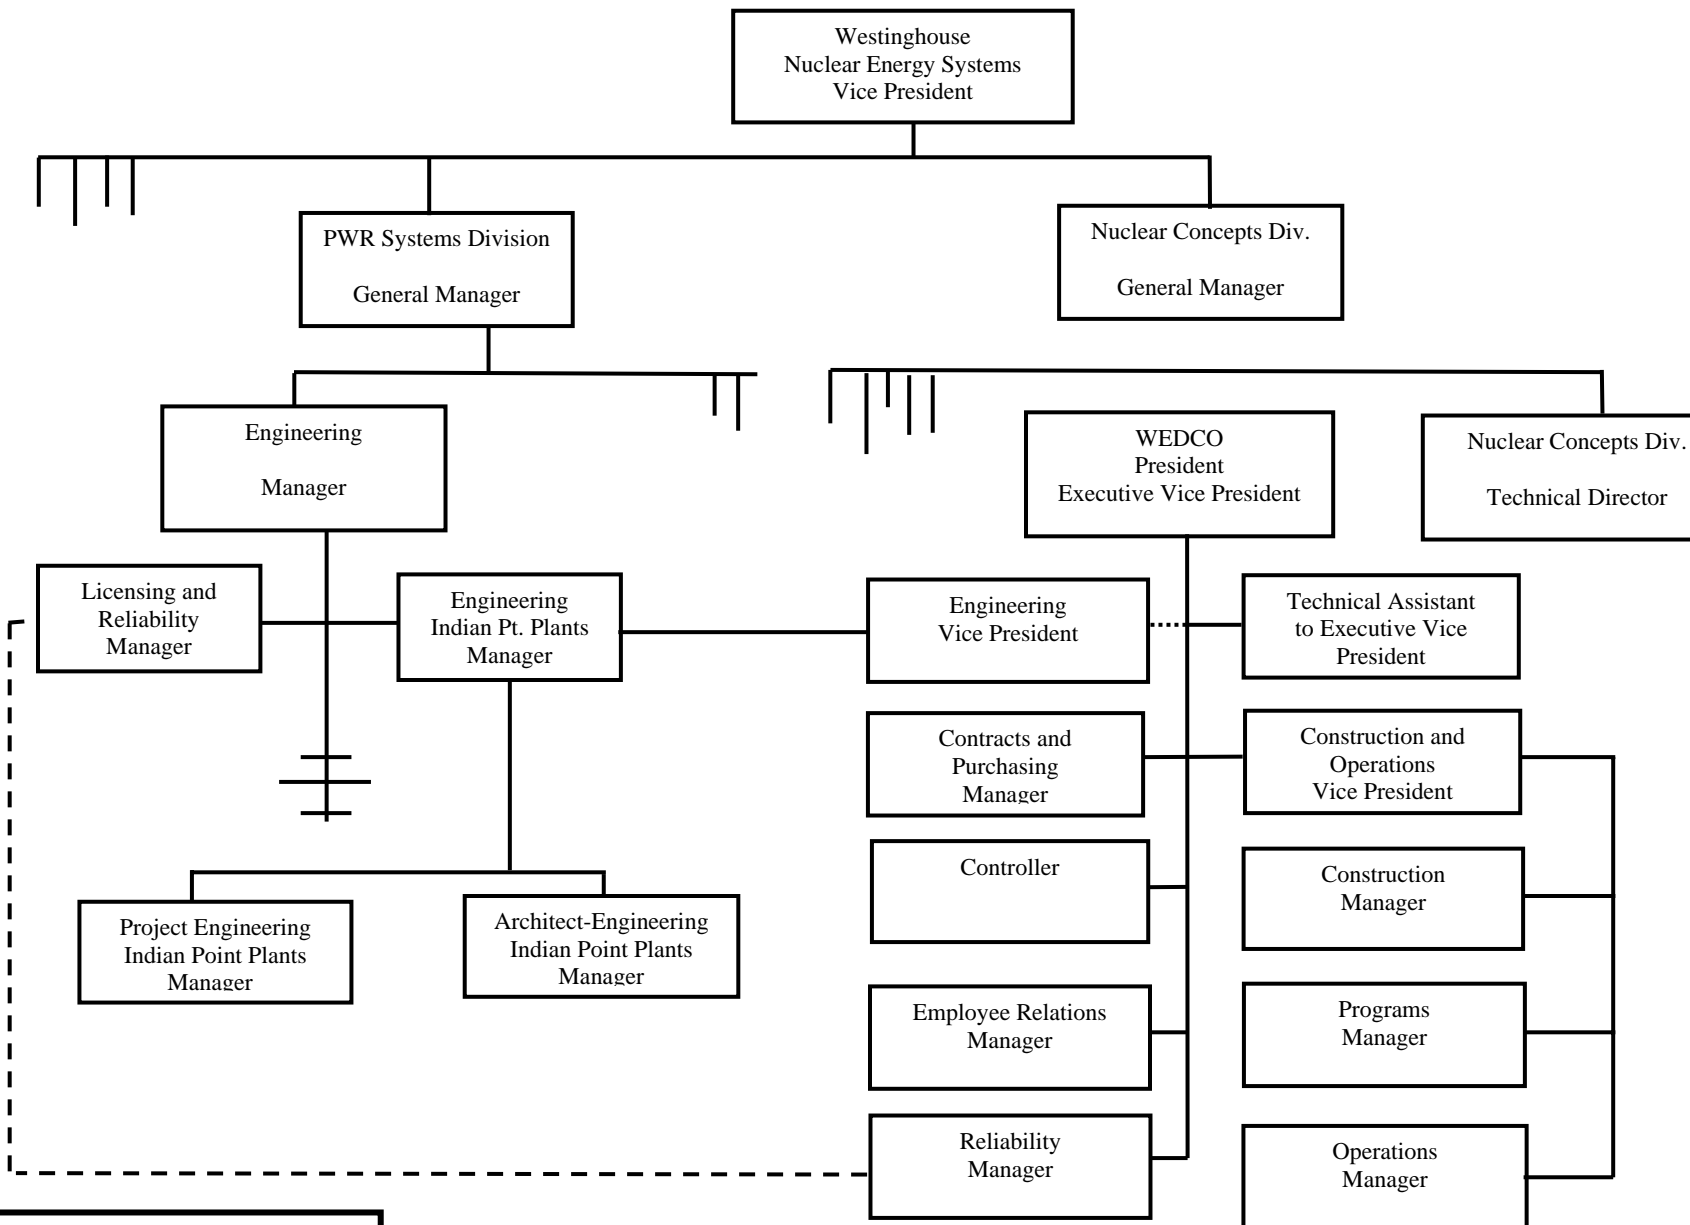 Westinghouse
Nuclear Energy Systems
Vice President
PWR Systems Division
General Manager
Nuclear Concepts Div.
General Manager
Engineering
Manager
WEDCO
President
Executive Vice President
Nuclear Concepts Div.
Technical Director
Licensing and
Reliability
Manager
Engineering
Indian Pt. Plants
Manager
Engineering
Vice President
Technical Assistant
to Executive Vice
President
Contracts and
Purchasing
Manager
Construction and
Operations
Vice President
Controller
Construction
Manager
Project Engineering
Indian Point Plants
Manager
Architect-Engineering
Indian Point Plants
Manager
Employee Relations
Manager
Programs
Manager
Reliability
Manager
Operations
Manager